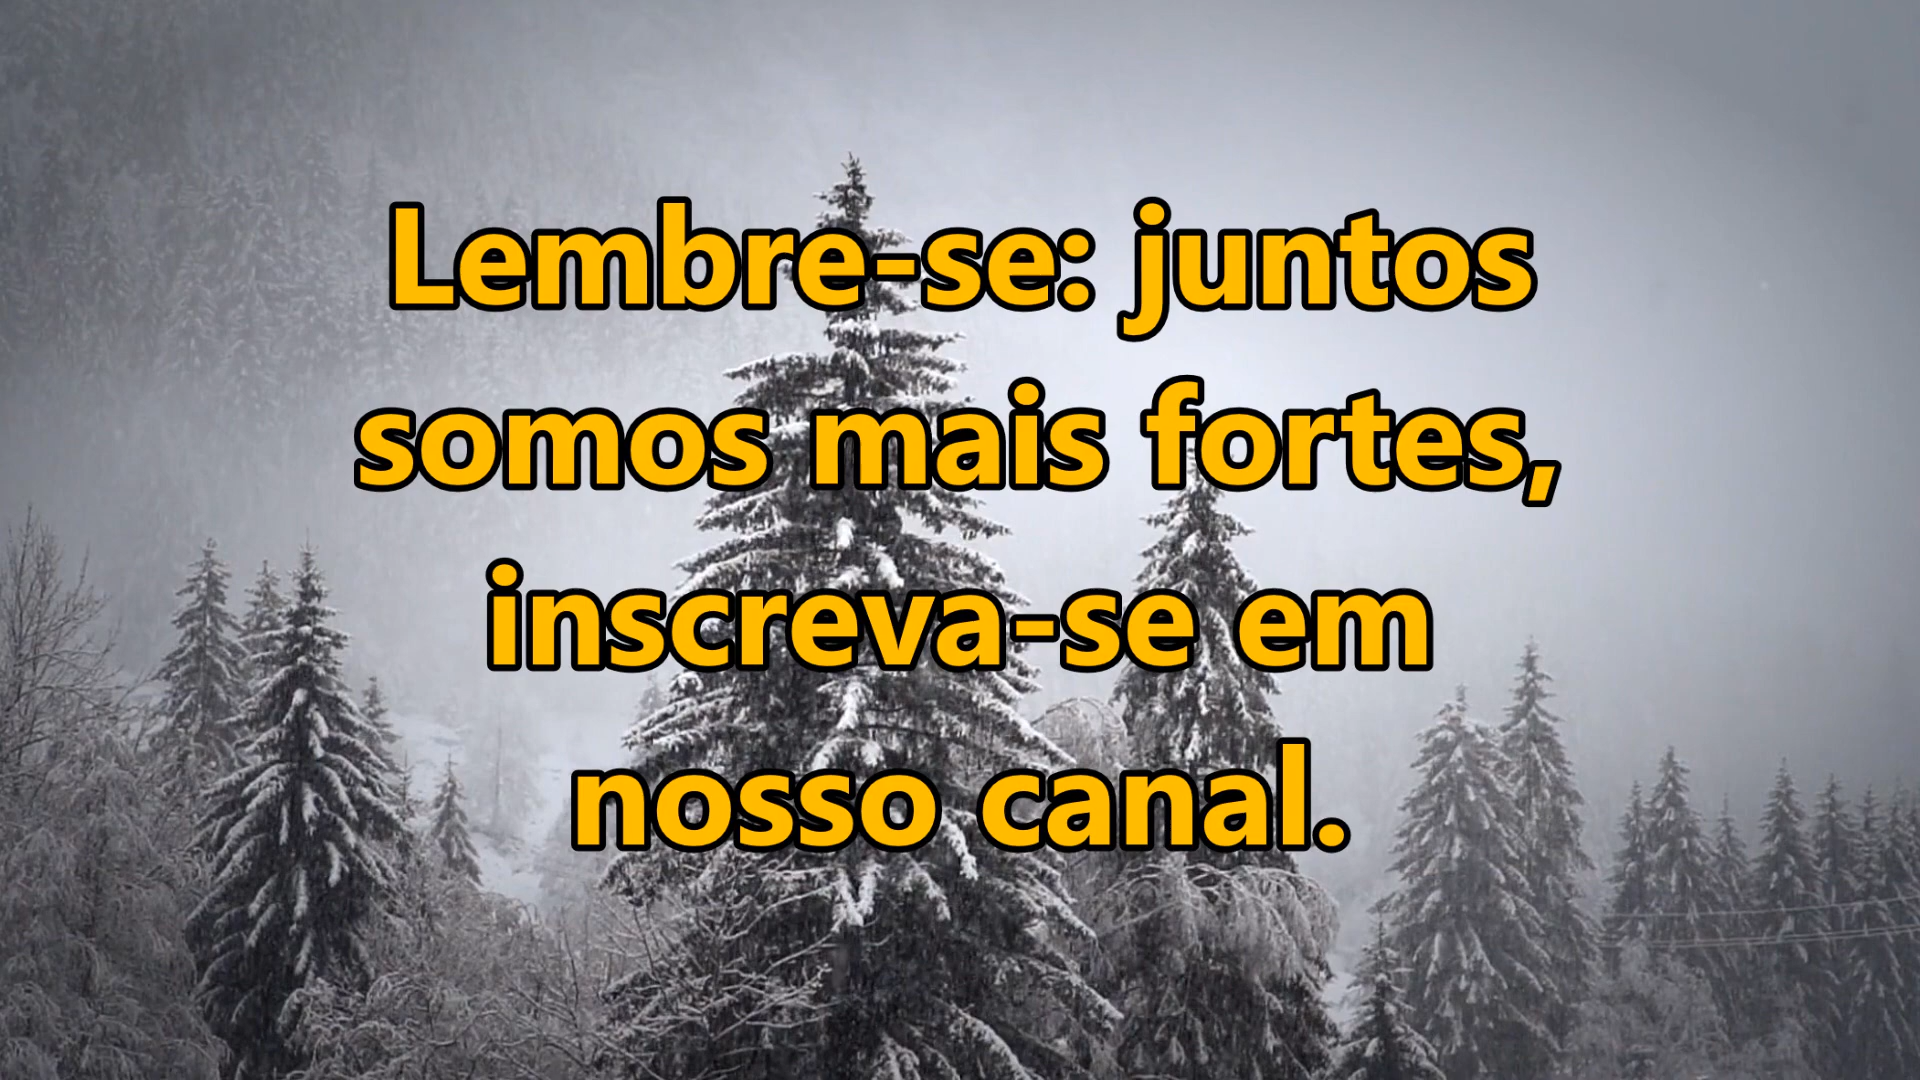 Lembre-se: juntos
somos mais fortes,
inscreva-se em
nosso canal.